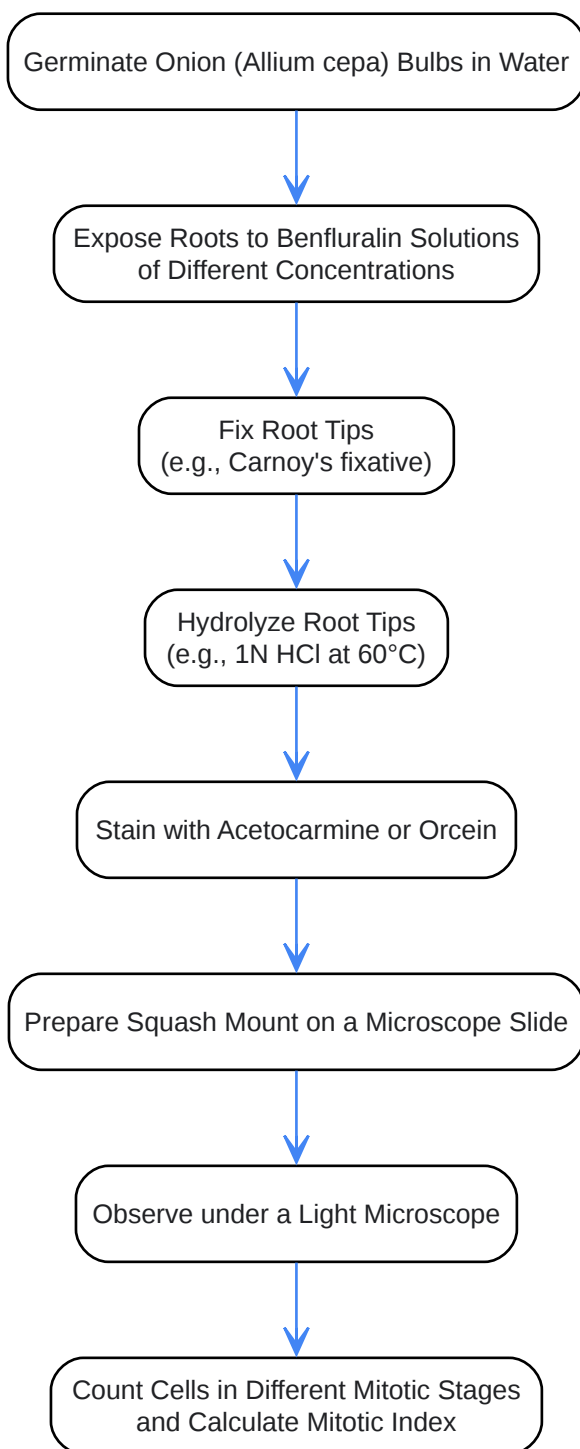 Germinate Onion (Allium cepa) Bulbs in Water
Expose Roots to Benfluralin Solutions
of Different Concentrations
Fix Root Tips
(e.g., Carnoy's fixative)
Hydrolyze Root Tips
(e.g., 1N HCl at 60°C)
Stain with Acetocarmine or Orcein
Prepare Squash Mount on a Microscope Slide
Observe under a Light Microscope
Count Cells in Different Mitotic Stages
and Calculate Mitotic Index